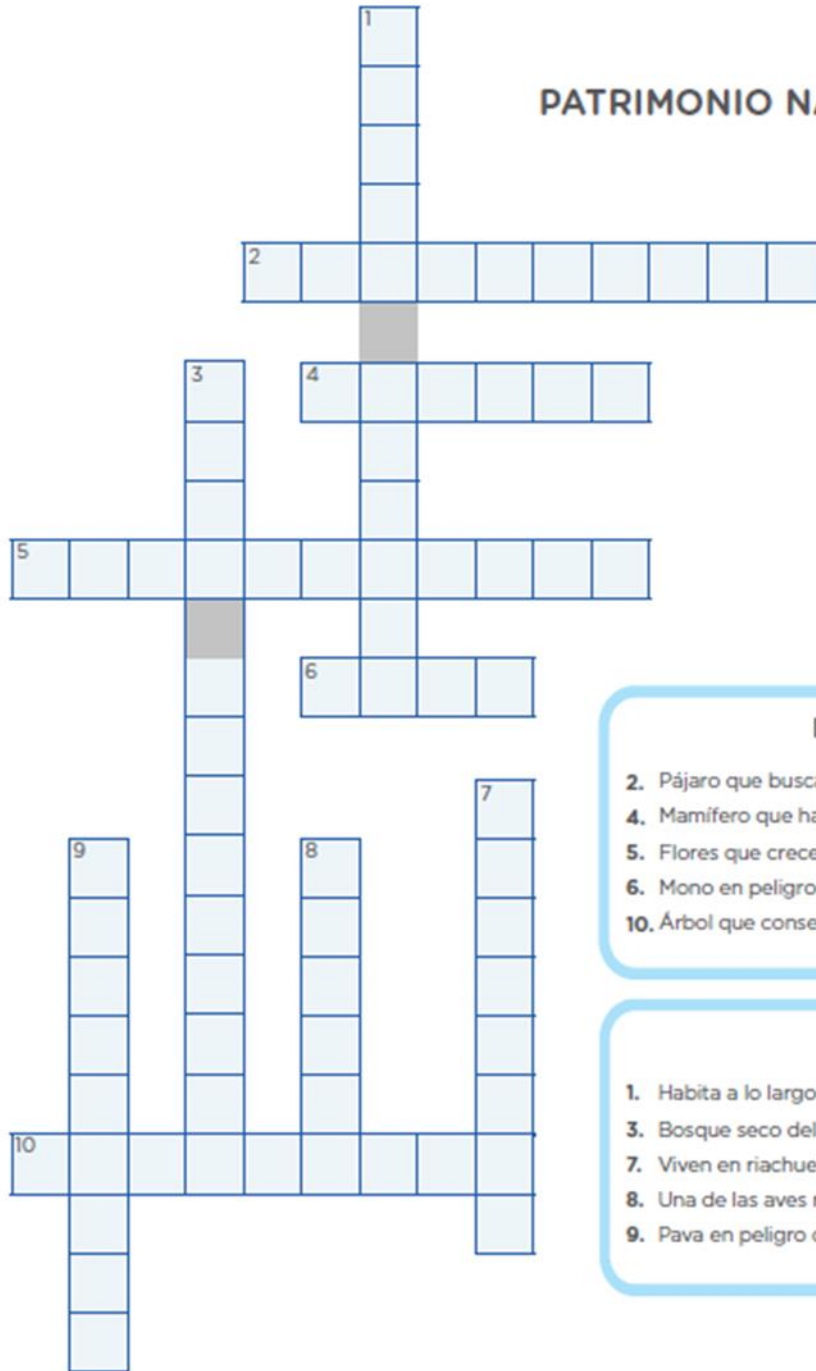 1
PATRIMONIO NA
2
3
4
5
6
7
9
8
10
2. Pájaro que busca
4. Mamífero que ha
5. Flores que crece
6. Mono en peligro
10. Árbol que conse
1. Habita a lo largo
3. Bosque seco del
7. Viven en riachue
8. Una de las aves
9. Pava en peligro